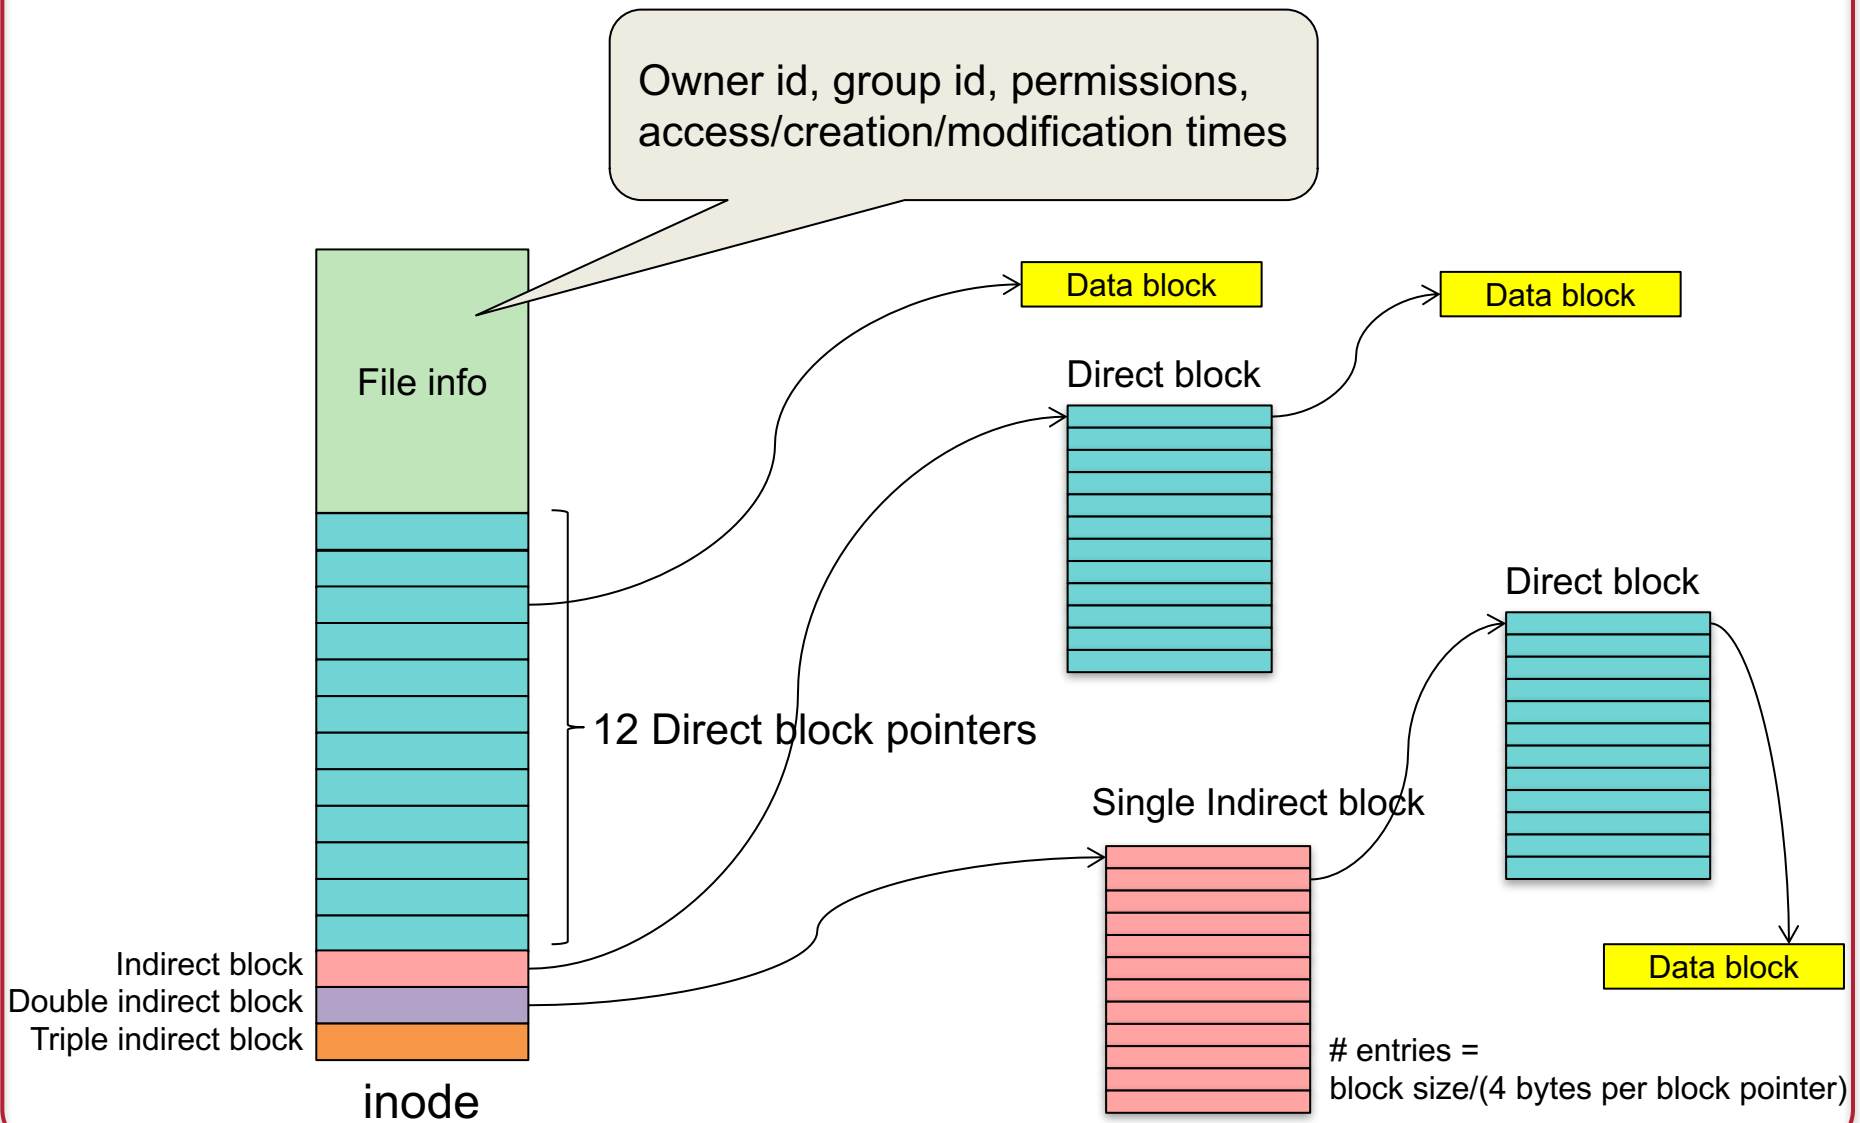 Owner id, group id, permissions,
access/creation/modification times
Data block
Data block
File info
Direct block
Direct block
12 Direct block pointers
Single Indirect block
Indirect block
Double indirect block
Triple indirect block
Data block
# entries =
block size/(4 bytes per block pointer)
inode